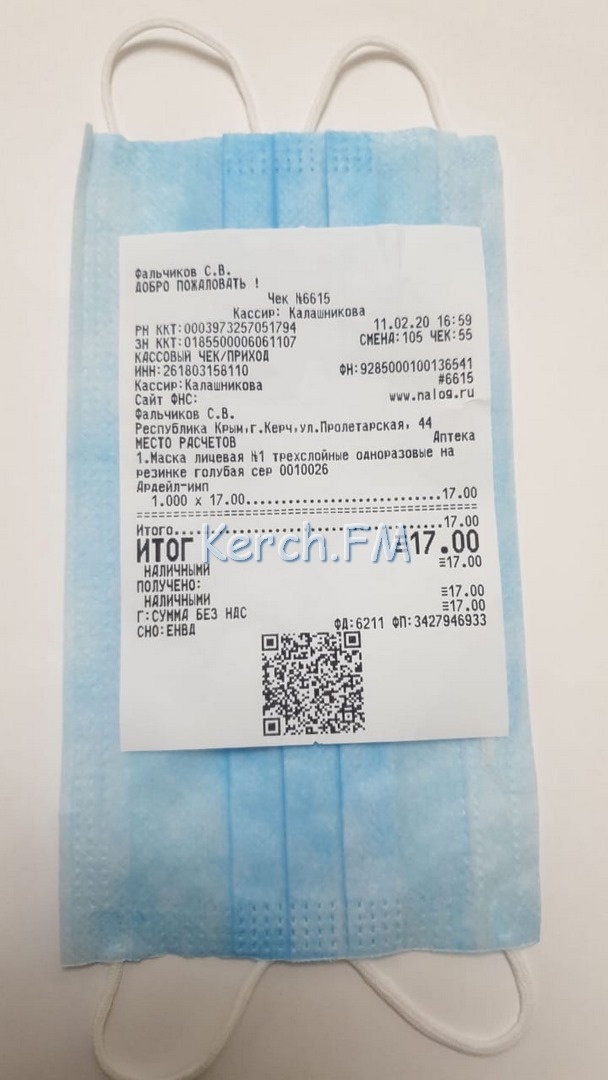 Фальчиков С.В.
ДОБРО ПОЖАЛОВАТЬ !
Чек №6615
Кассир: Калашникова
РН ККТ:0003973257051794 11.02.20 16:59
ЗН ККТ:0185500006061107 СМЕНА:105 ЧЕК:55
КАССОВЫЙ ЧЕК/ПРИХОД
ИНН:261803158110 ФН:9285000100136541
Кассир:Калашникова #6615
Сайт ФНС: www.nalog.ru
Фальчиков С.В.
Республика Крым,г.Керч,ул.Пролетарская, 44
МЕСТО РАСЧЕТОВ Аптека
1.Маска лицевая №1 трехслойные одноразовые на
резинке голубая сер 0010026
Ардейл-имп
1.000 x 17.00..............................17.00
================================================
Итого......................................17.00
ИТОГ ≡17.00
Kerch.FM
НАЛИЧНЫМИ ≡17.00
ПОЛУЧЕНО:
НАЛИЧНЫМИ ≡17.00
Г:СУММА БЕЗ НДС ≡17.00
СНО:ЕНВД ФД:6211 ФП:3427946933